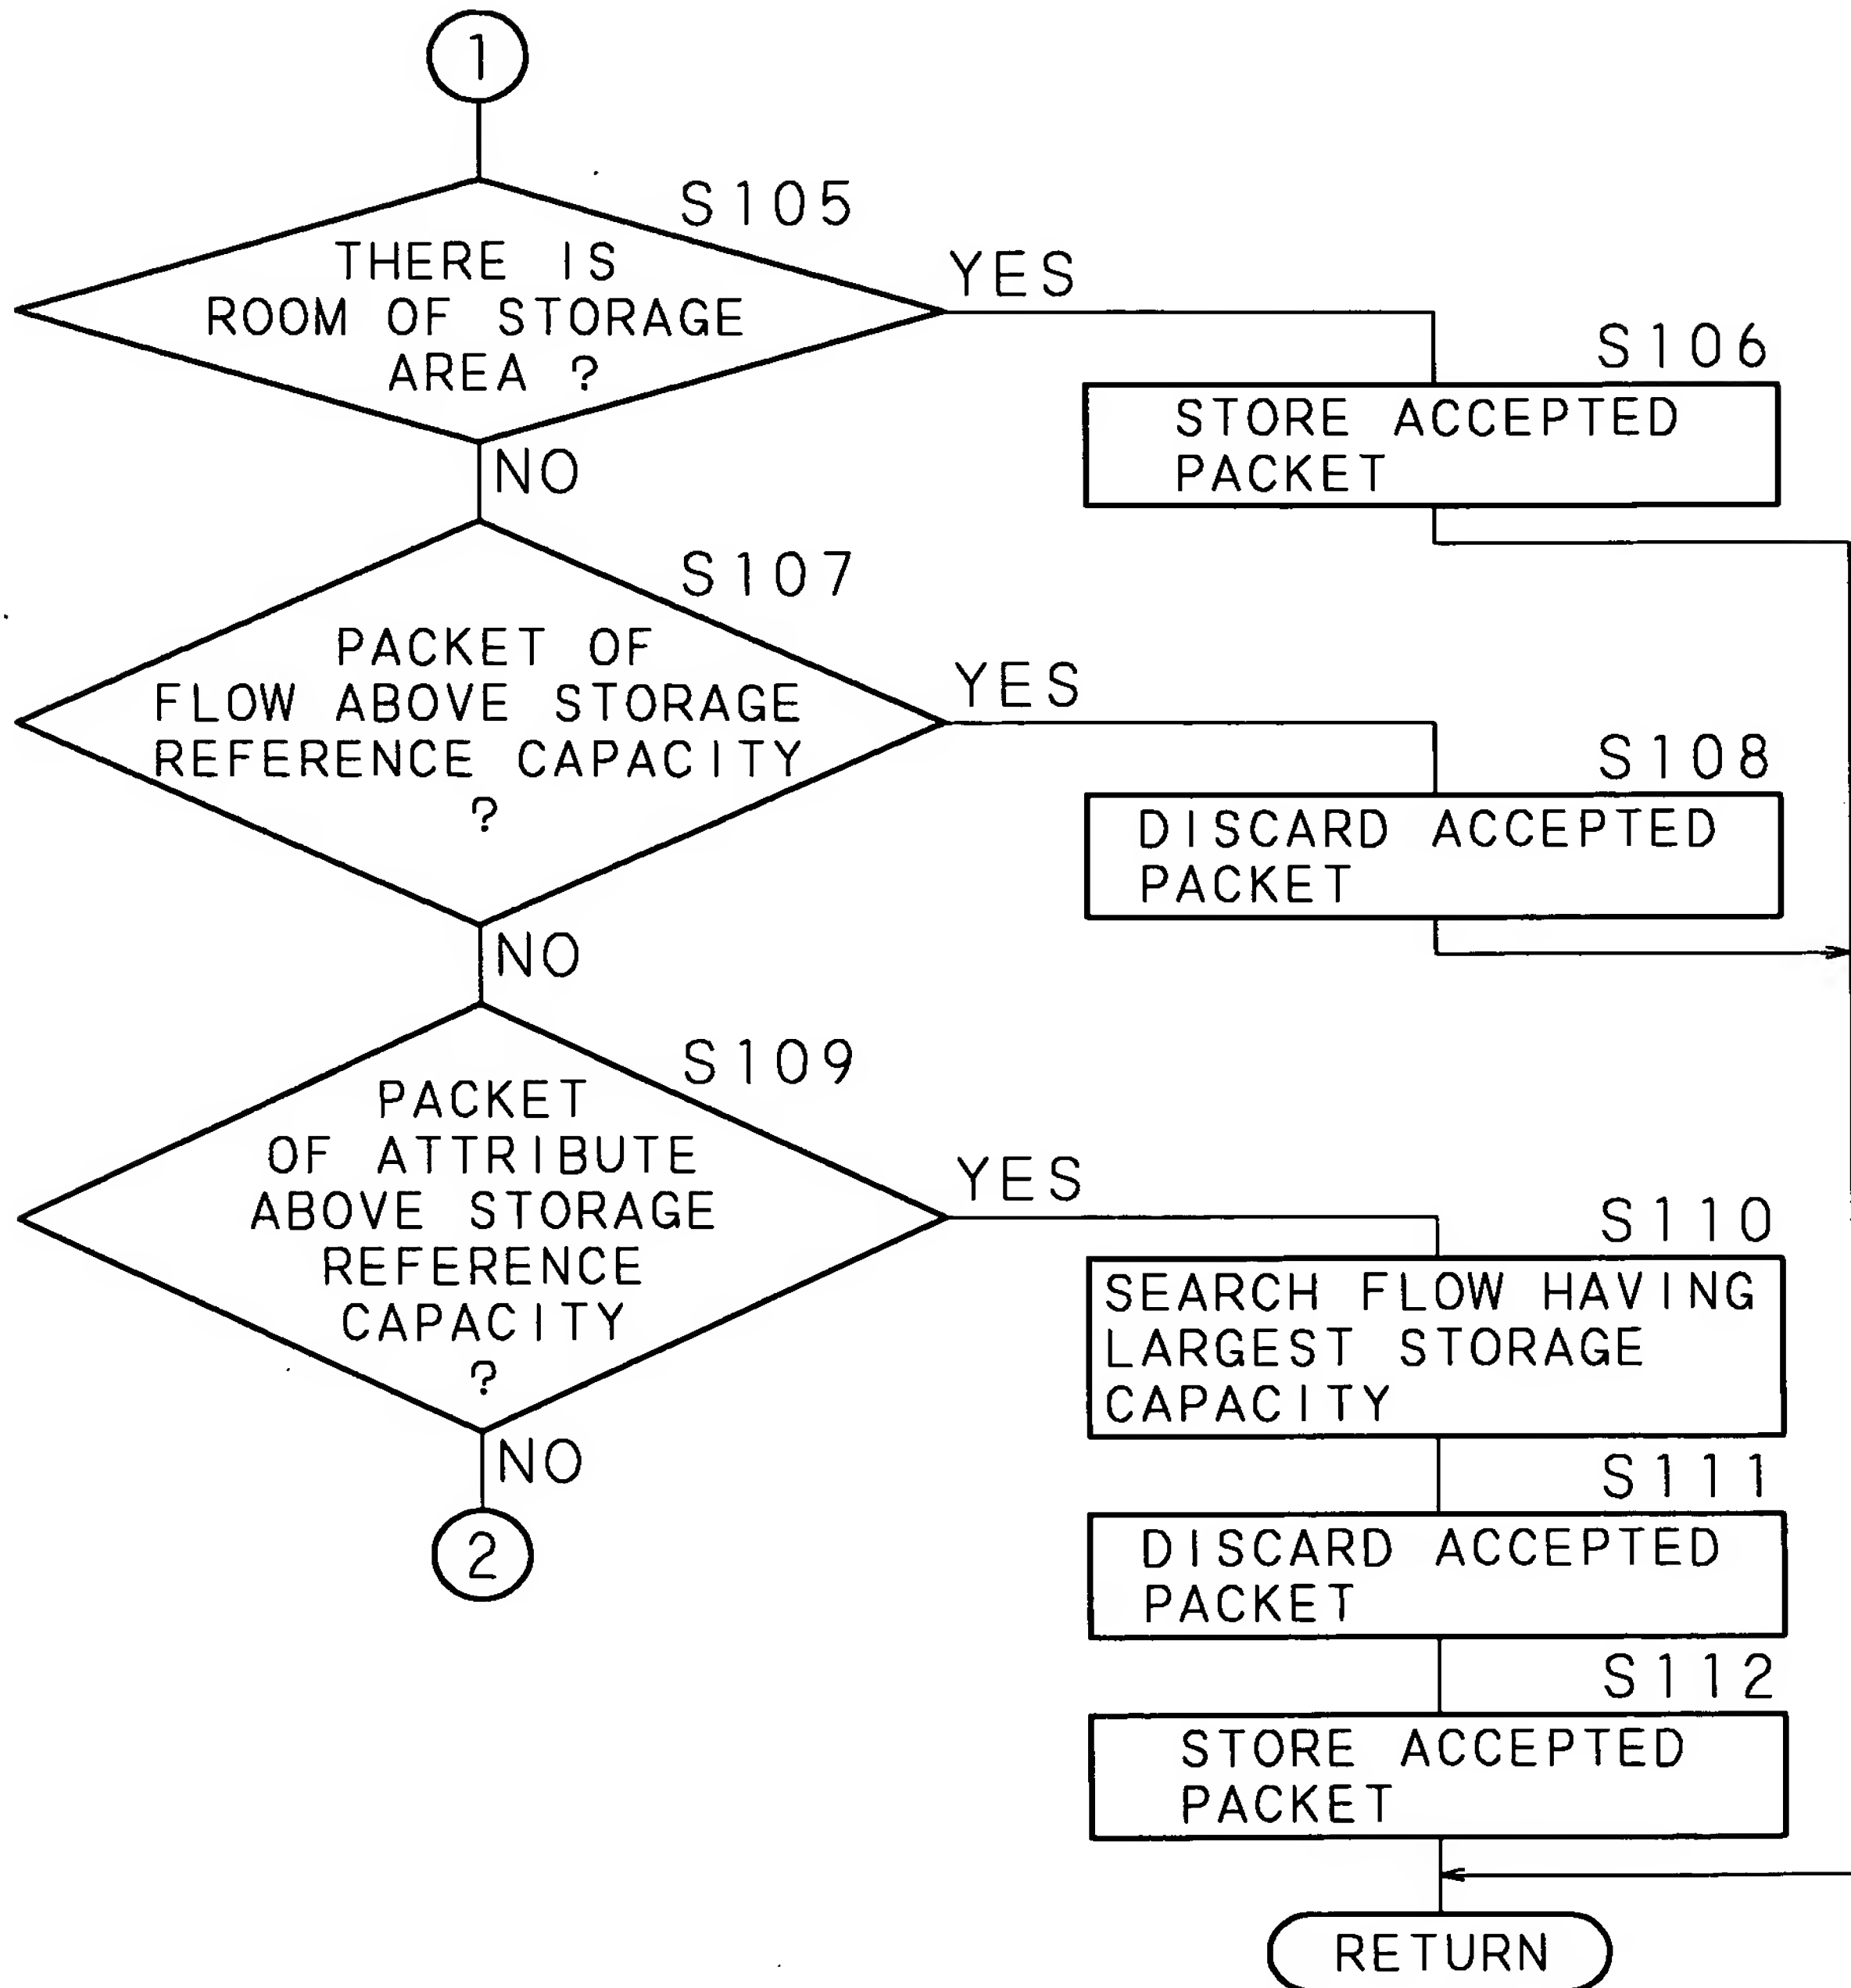 1
S105
THERE IS
ROOM OF STORAGE
AREA ?
YES
NO
S106
STORE ACCEPTED
PACKET
S107
PACKET OF
FLOW ABOVE STORAGE
REFERENCE CAPACITY
?
YES
NO
S108
DISCARD ACCEPTED
PACKET
S109
PACKET
OF ATTRIBUTE
ABOVE STORAGE
REFERENCE
CAPACITY
?
YES
NO
2
S110
SEARCH FLOW HAVING
LARGEST STORAGE
CAPACITY
S111
DISCARD ACCEPTED
PACKET
S112
STORE ACCEPTED
PACKET
RETURN